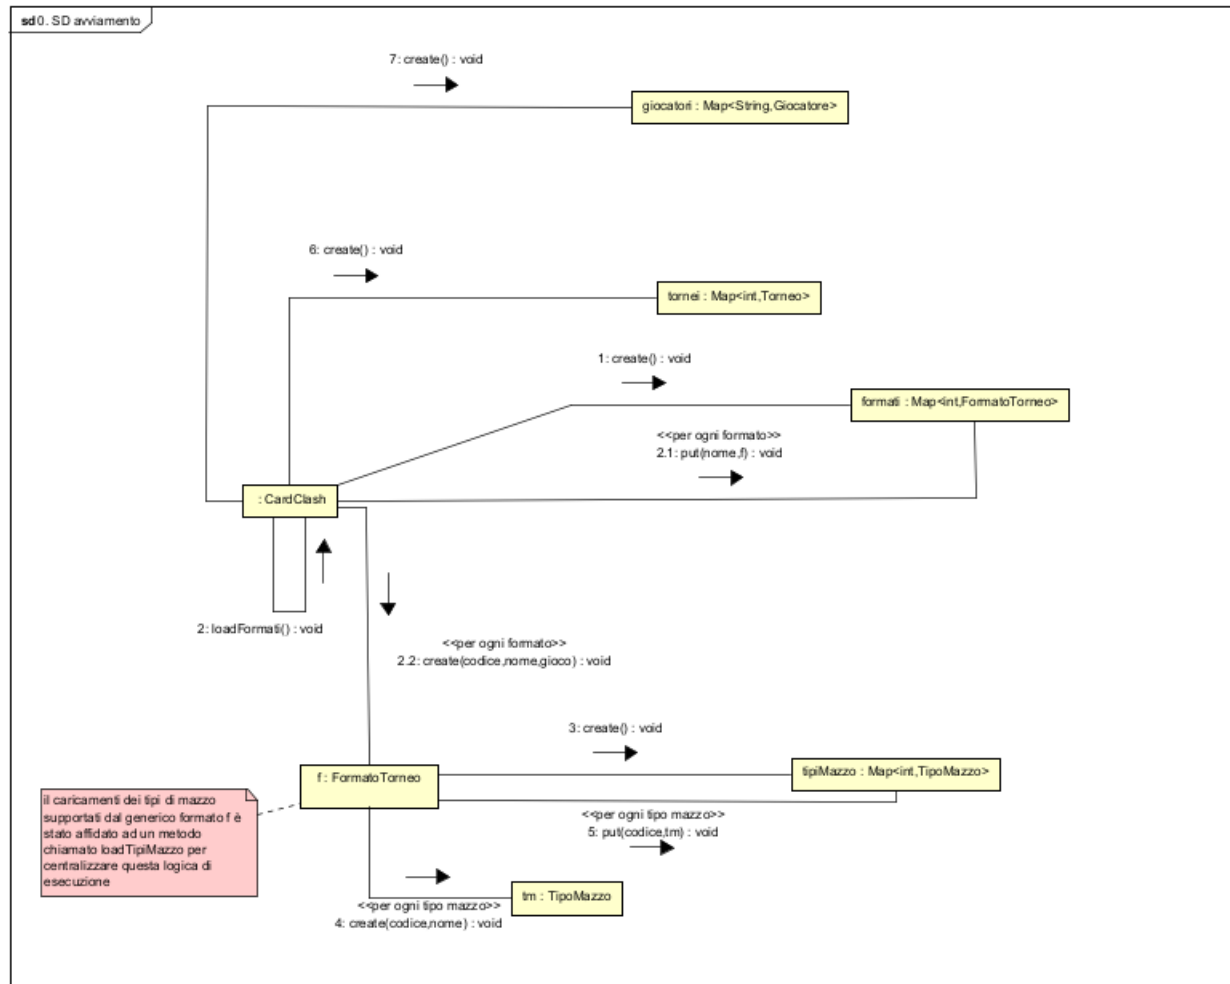 sd 0. SD avviamento
7: create() : void
giocatori : Map<String,Giocatore>
6: create() : void
tornei : Map<int,Torneo>
1: create() : void
formati : Map<int,FormatoTorneo>
<<per ogni formato>>
2.1: put(nome,f) : void
: CardClash
2: loadFormati() : void
<<per ogni formato>>
2.2: create(codice,nome,gioco) : void
3: create() : void
f : FormatoTorneo
tipiMazzo : Map<int,TipoMazzo>
il caricamenti dei tipi di mazzo
supportati dal generico formato f è
stato affidato ad un metodo
chiamato loadTipiMazzo per
centralizzare questa logica di
esecuzione
<<per ogni tipo mazzo>>
5: put(codice,tm) : void
tm : TipoMazzo
<<per ogni tipo mazzo>>
4: create(codice,nome) : void